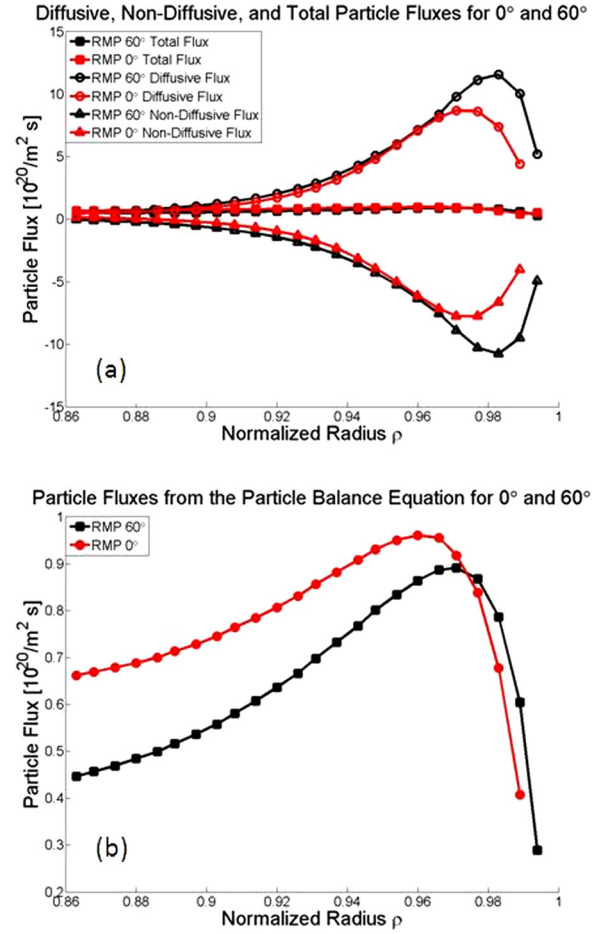 Diffusive, Non-Diffusive, and Total Particle Fluxes for 0° and 60°
15
10
5
0
-5
-10
-15
RMP 60° Total Flux
RMP 0° Total Flux
RMP 60° Diffusive Flux
RMP 0° Diffusive Flux
RMP 60° Non-Diffusive Flux
RMP 0° Non-Diffusive Flux
Particle Flux [10²⁰/m² s]
(a)
0.86 0.88 0.9 0.92 0.94 0.96 0.98 1
Normalized Radius ρ
Particle Fluxes from the Particle Balance Equation for 0° and 60°
1
0.9
0.8
0.7
0.6
0.5
0.4
0.3
0.2
RMP 60°
RMP 0°
Particle Flux [10²⁰/m² s]
(b)
0.86 0.88 0.9 0.92 0.94 0.96 0.98 1
Normalized Radius ρ